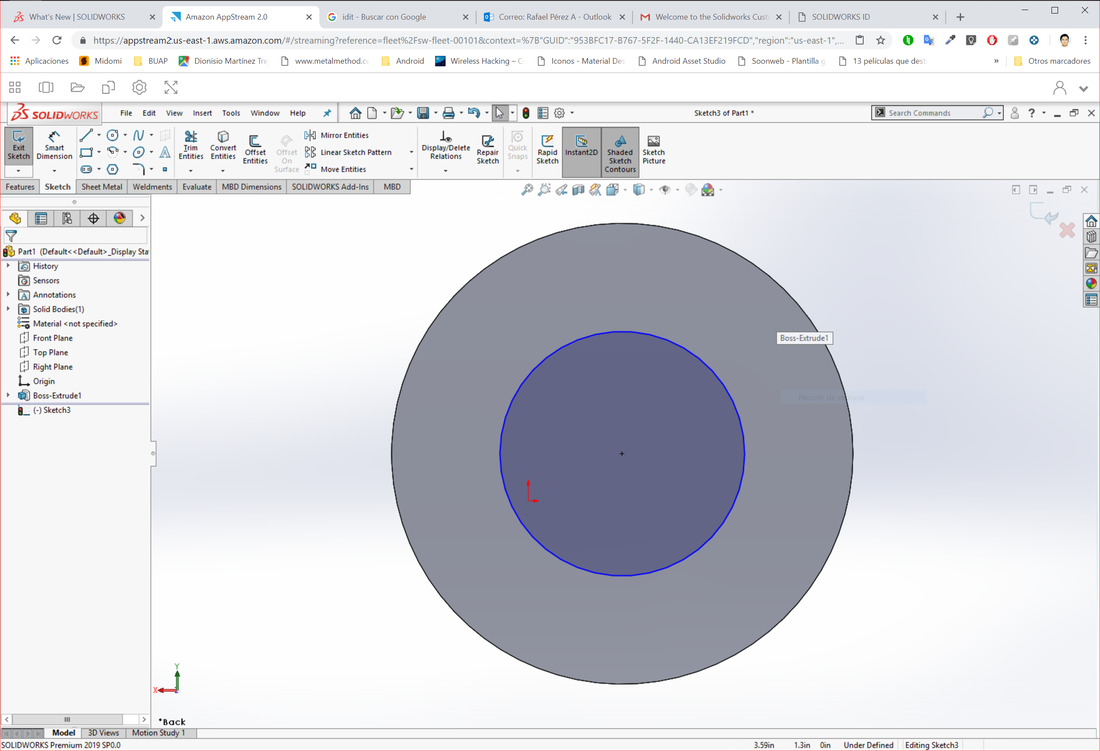 What's New | SOLIDWORKS
Amazon AppStream 2.0
idit - Buscar con Google
Correo: Rafael Pérez A - Outlook
Welcome to the Solidworks Cust
SOLIDWORKS ID
https://appstream2.us-east-1.aws.amazon.com/#/streaming?reference=fleet%2Fsw-fleet-00101&context=%7B"GUID":"953BFC17-B767-5F2F-1440-CA13EF219FCD","region":"us-east-1",...
Aplicaciones
Midomi
BUAP
Dionisio Martínez Tr
www.metalmethod.c
Android
Wireless Hacking – C
Iconos - Material Des
Android Asset Studio
Soonweb - Plantilla g
13 películas que dest
»
Otros marcadores
SOLIDWORKS
File Edit View Insert Tools Window Help
Sketch3 of Part1 *
Search Commands
Exit Sketch
Smart Dimension
Trim Entities
Convert Entities
Offset Entities
Offset On Surface
Mirror Entities
Linear Sketch Pattern
Move Entities
Display/Delete Relations
Repair Sketch
Quick Snaps
Rapid Sketch
Instant2D
Shaded Sketch Contours
Sketch Picture
Features Sketch Sheet Metal Weldments Evaluate MBD Dimensions SOLIDWORKS Add-Ins MBD
Part1 (Default<<Default>_Display Sta
History
Sensors
Annotations
Solid Bodies(1)
Material <not specified>
Front Plane
Top Plane
Right Plane
Origin
Boss-Extrude1
(-) Sketch3
Boss-Extrude1
Y
X
*Back
Model 3D Views Motion Study 1
SOLIDWORKS Premium 2019 SP0.0
3.59in 1.3in 0in Under Defined Editing Sketch3